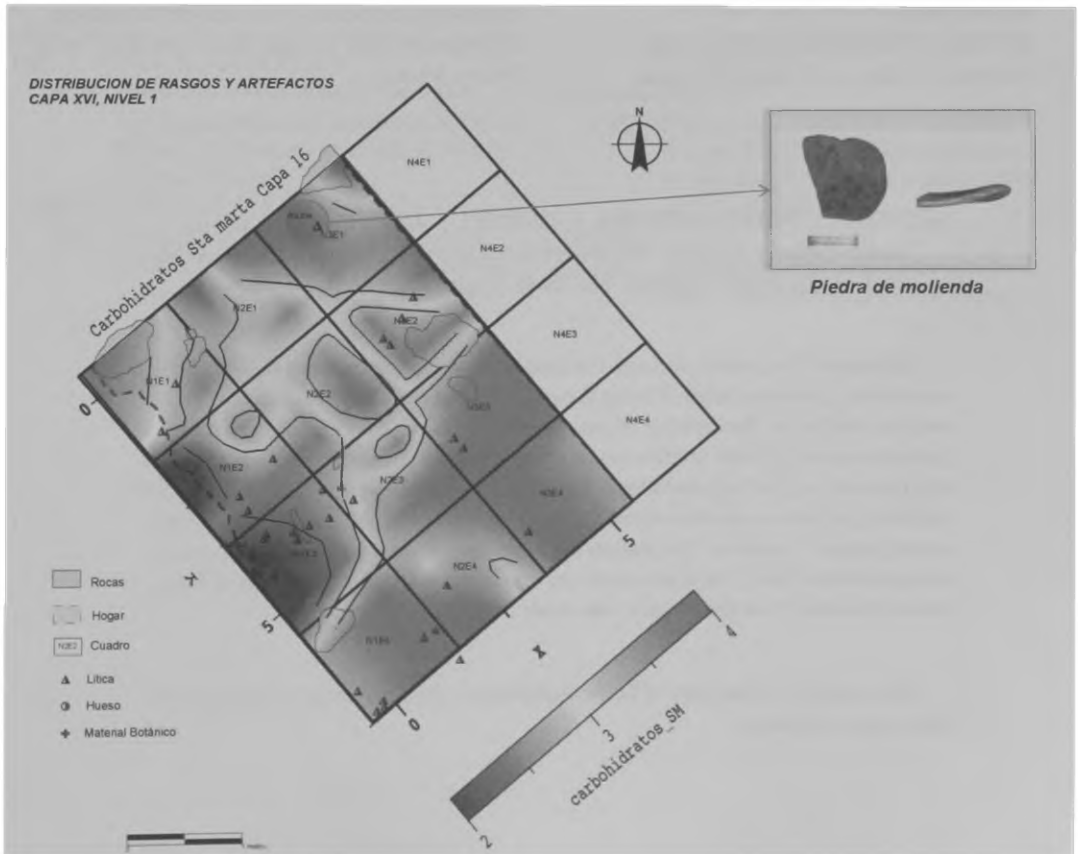 DISTRIBUCION DE RASGOS Y ARTEFACTOS
CAPA XVI, NIVEL 1
N
Carbohidratos Sta marta Capa 16
N4E1
N3E1
N4E2
N2E1
N4E3
N1E1
N2E2
N4E4
N1E2
N2E3
N3E4
N2E4
0
5
5
0
Piedra de molienda
Rocas
Hogar
Cuadro
Lítica
Hueso
Material Botánico
carbohidratos_SM
2
3
4